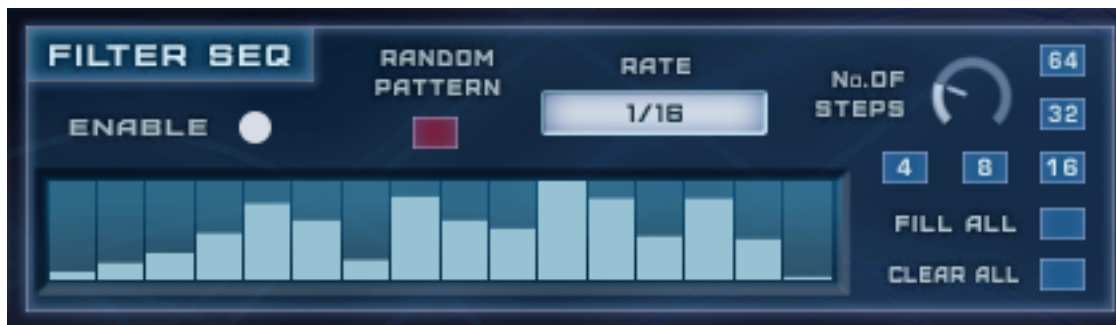 FILTER SEQ
RANDOM
PATTERN
RATE
1/16
No.OF
STEPS
64
32
ENABLE
4
8
16
FILL ALL
CLEAR ALL